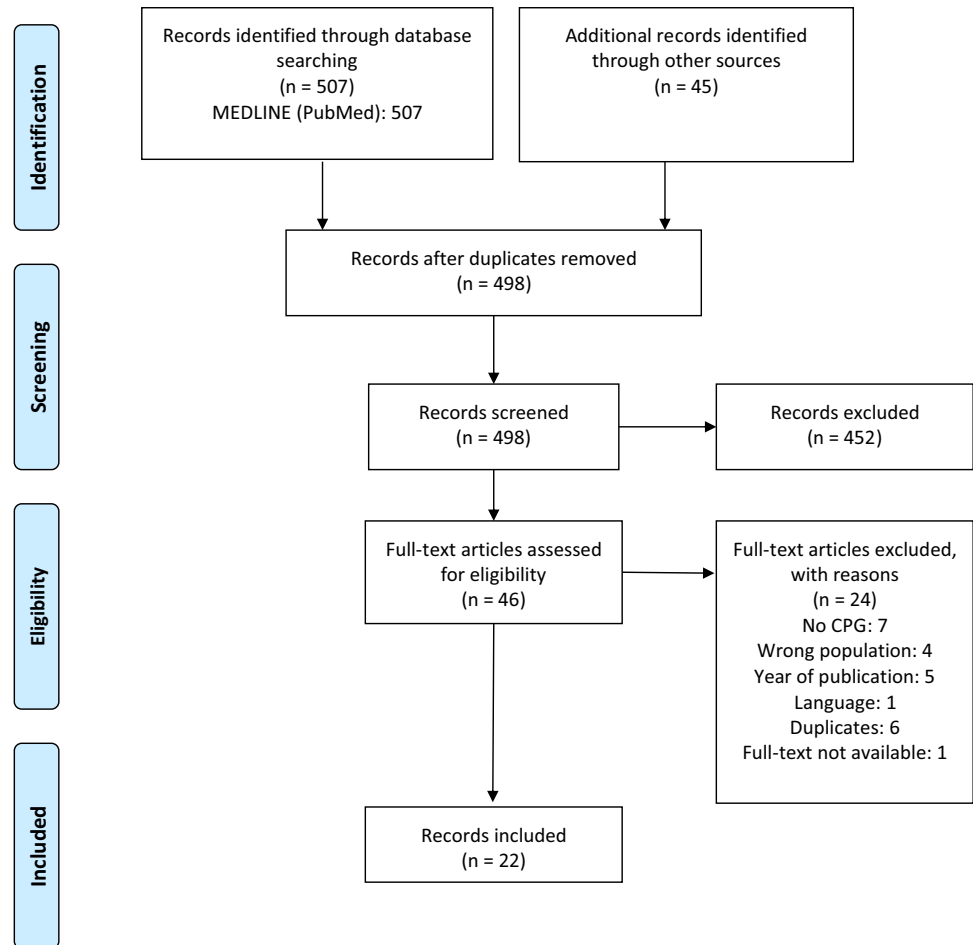 Identification
Records identified through database
searching
(n = 507)
MEDLINE (PubMed): 507
Additional records identified
through other sources
(n = 45)
Records after duplicates removed
(n = 498)
Screening
Records screened
(n = 498)
Records excluded
(n = 452)
Eligibility
Full-text articles assessed
for eligibility
(n = 46)
Full-text articles excluded,
with reasons
(n = 24)
No CPG: 7
Wrong population: 4
Year of publication: 5
Language: 1
Duplicates: 6
Full-text not available: 1
Included
Records included
(n = 22)